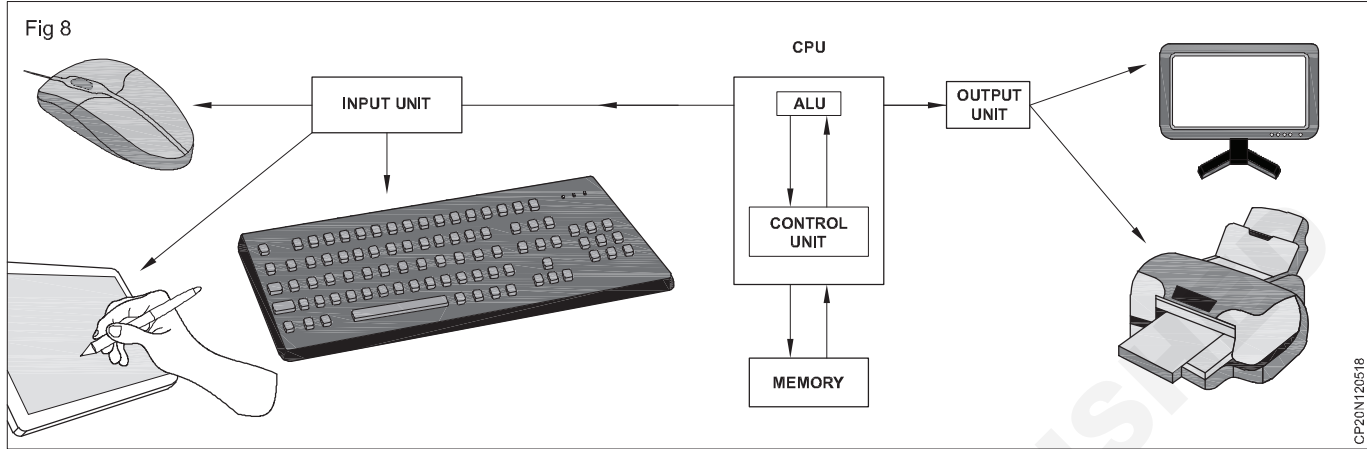 Fig 8
CPU
INPUT UNIT
ALU
OUTPUT
UNIT
CONTROL
UNIT
MEMORY
CP20N120518